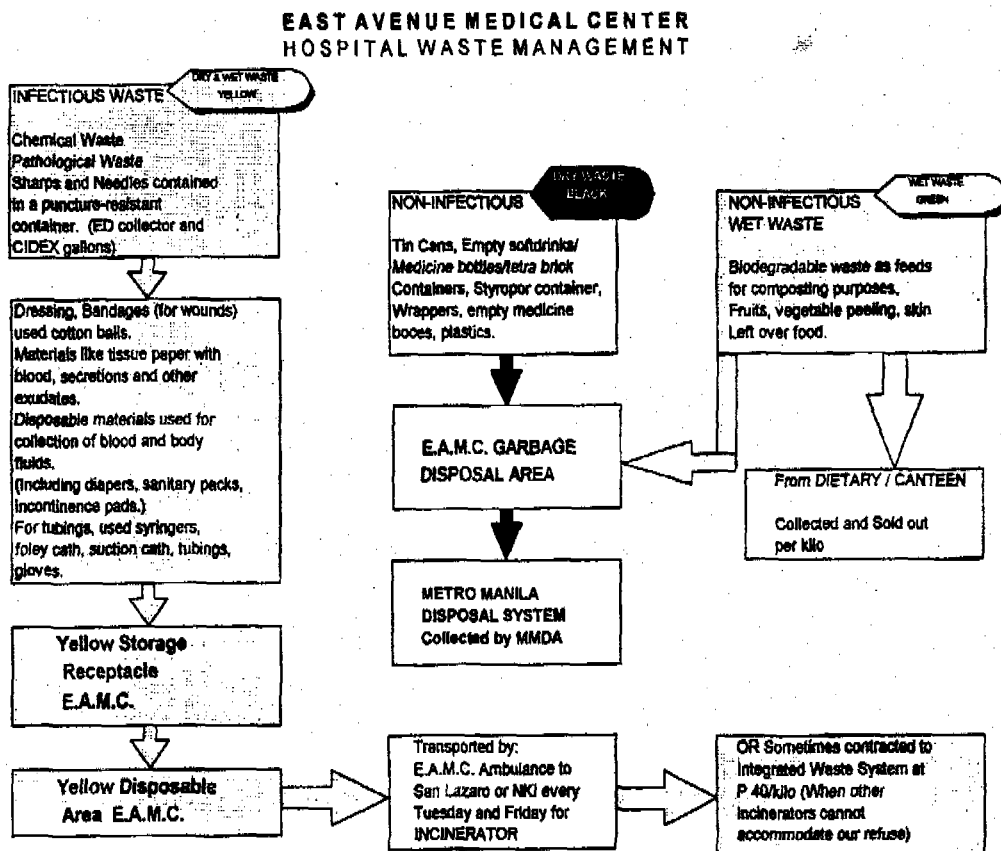 EAST AVENUE MEDICAL CENTER
HOSPITAL WASTE MANAGEMENT
DRY & WET WASTE
YELLOW
INFECTIOUS WASTE
Chemical Waste
Pathological Waste
Sharps and Needles contained
to a puncture-resistant
container. (ED collector and
CIDEX gallons)
Dressing, Bandages (for wounds)
used cotton balls.
Materials like tissue paper with
blood, secretions and other
exudates.
Disposable materials used for
collection of blood and body
fluids.
(Including diapers, sanitary packs,
incontinence pads.)
For tubings, used syringers,
foley cath, suction cath, tubings,
gloves.
Yellow Storage
Receptacle
E.A.M.C.
Yellow Disposable
Area E.A.M.C.
DRY WASTE
BLACK
NON-INFECTIOUS
Tin Cans, Empty softdrinks/
Medicine bottles/tetra brick
Containers, Styropor container,
Wrappers, empty medicine
boces, plastics.
E.A.M.C. GARBAGE
DISPOSAL AREA
METRO MANILA
DISPOSAL SYSTEM
Collected by MMDA
WET WASTE
GREEN
NON-INFECTIOUS
WET WASTE
Biodegradable waste as feeds
for composting purposes,
Fruits, vegetable peeling, skin
Left over food.
From DIETARY / CANTEEN
Collected and Sold out
per kilo
Transported by:
E.A.M.C. Ambulance to
San Lazaro or NKI every
Tuesday and Friday for
INCINERATOR
OR Sometimes contracted to
Integrated Waste System at
P 40/kilo (When other
incinerators cannot
accommodate our refuse)